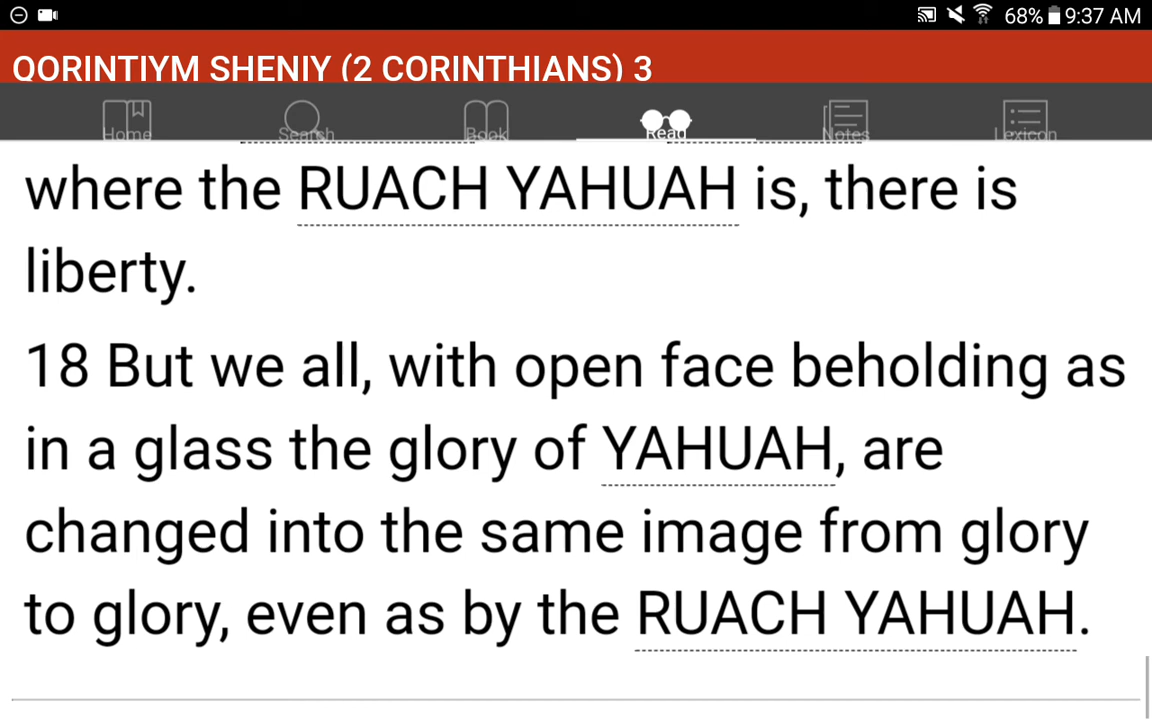 68% 9:37 AM
QORINTIYM SHENIY (2 CORINTHIANS) 3
Home Search Book Read Notes Lexicon
where the RUACH YAHUAH is, there is
liberty.
18 But we all, with open face beholding as
in a glass the glory of YAHUAH, are
changed into the same image from glory
to glory, even as by the RUACH YAHUAH.